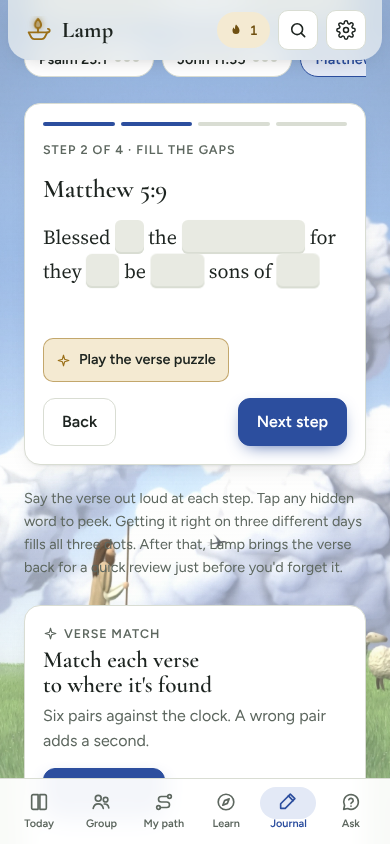 Lamp
1
Psalm 23:1
John 11:35
Matthew
STEP 2 OF 4 · FILL THE GAPS
Matthew 5:9
Blessed the for
they be sons of
Play the verse puzzle
Back
Next step
Say the verse out loud at each step. Tap any hidden
word to peek. Getting it right on three different days
fills all three dots. After that, Lamp brings the verse
back for a quick review just before you'd forget it.
VERSE MATCH
Match each verse
to where it's found
Six pairs against the clock. A wrong pair
adds a second.
Today
Group
My path
Learn
Journal
Ask